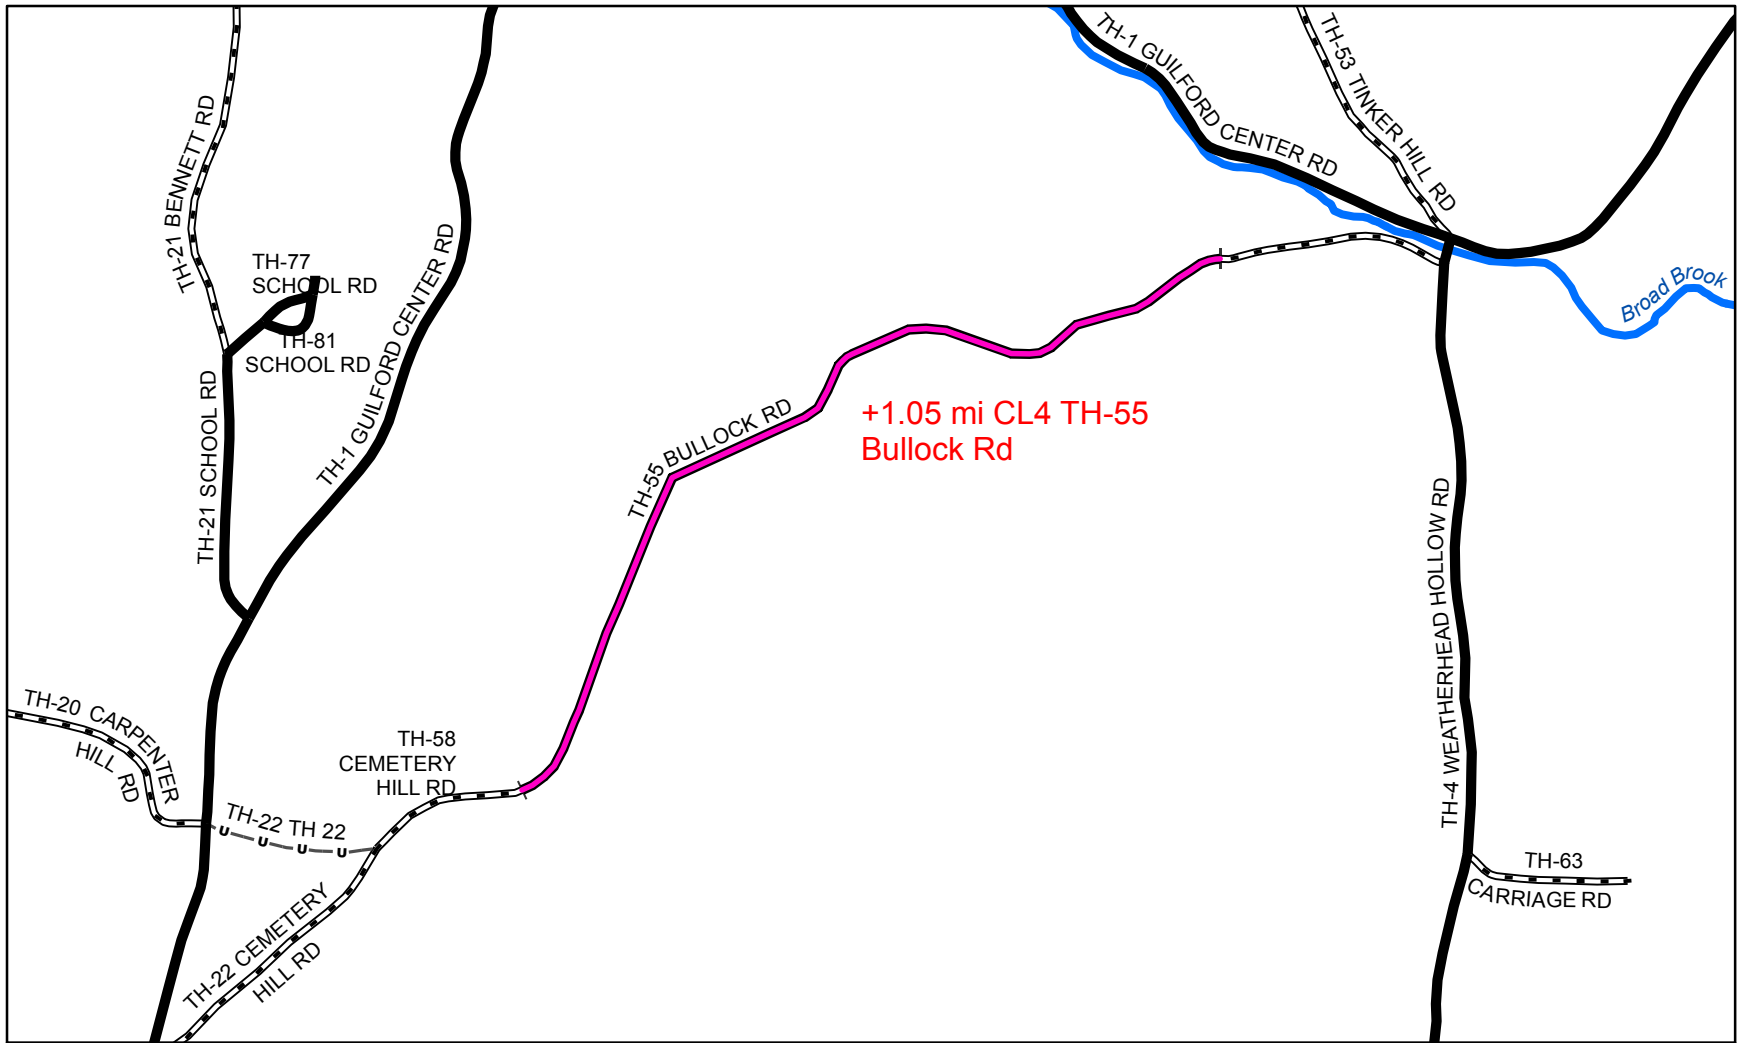 TH-1 GUILFORD CENTER RD
TH-53 TINKER HILL RD
TH-21 BENNETT RD
TH-77
SCHOOL RD
TH-81
SCHOOL RD
TH-1 GUILFORD CENTER RD
Broad Brook
TH-21 SCHOOL RD
TH-55 BULLOCK RD
+1.05 mi CL4 TH-55
Bullock Rd
TH-4 WEATHERHEAD HOLLOW RD
TH-20 CARPENTER
HILL RD
TH-58
CEMETERY
HILL RD
TH-22 TH 22
U U U U
TH-63
CARRIAGE RD
TH-22 CEMETERY
HILL RD